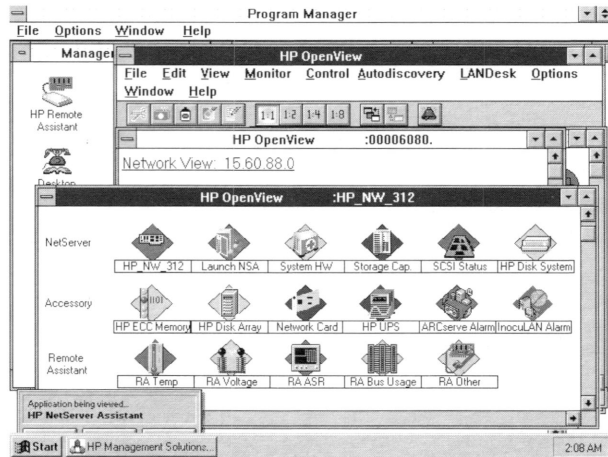 Program Manager
File Options Window Help
Manager
HP OpenView
File Edit View Monitor Control Autodiscovery LANDesk Options
Window Help
1:1 1:2 1:4 1:8
HP Remote
Assistant
HP OpenView :00006080.
Network View: 15.60.88.0
Desktop
HP OpenView :HP_NW_312
NetServer
HP_NW_312 Launch NSA System HW Storage Cap. SCSI Status HP Disk System
Accessory
HP ECC Memory HP Disk Array Network Card HP UPS ARCserve Alarm InocuLAN Alarm
Remote
Assistant
RA Temp RA Voltage RA ASR RA Bus Usage RA Other
Application being viewed...
HP NetServer Assistant
Start HP Management Solutions... 2:08 AM